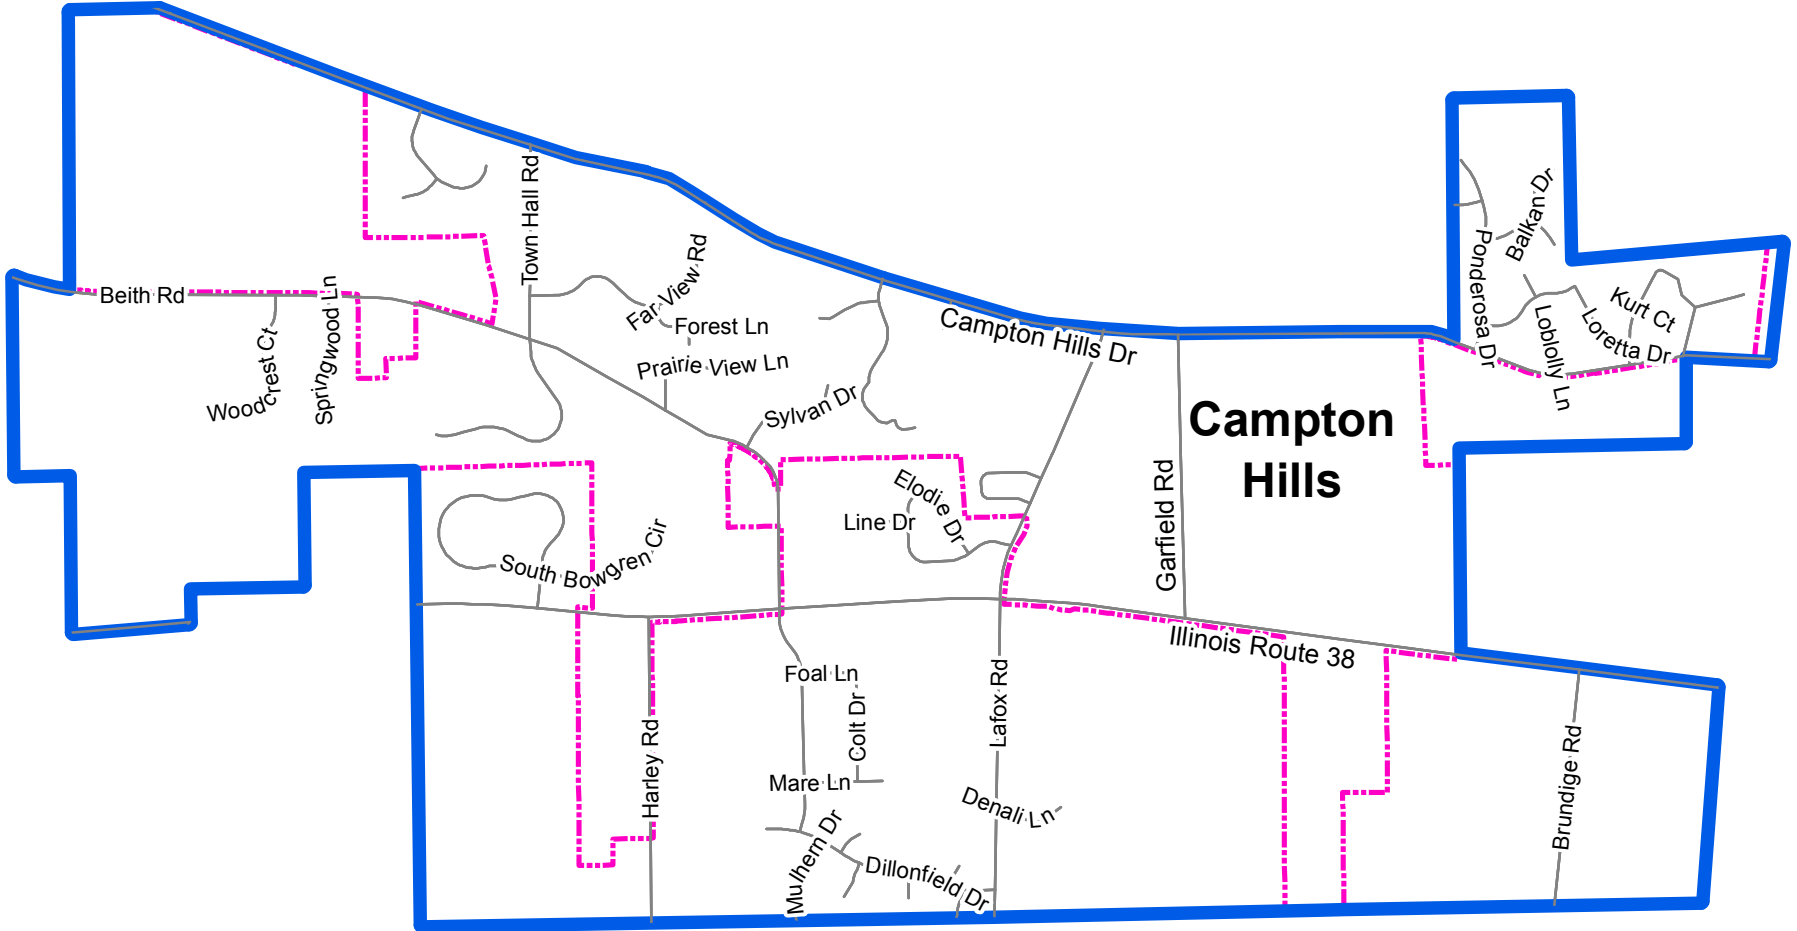 Town Hall Rd
Balkan Dr
Ponderosa Dr
Far View Rd
Beith Rd
Springwood Ln
Woodcrest Ct
Forest Ln
Prairie View Ln
Campton Hills Dr
Kurt Ct
Loretta Dr
Loblolly Ln
Sylvan Dr
Campton
Hills
Elodie Dr
Line Dr
Garfield Rd
South Bowgren Cir
Illinois Route 38
Foal Ln
Colt Dr
Lafox Rd
Harley Rd
Mare Ln
Denali Ln
Brundige Rd
Mulhern Dr
Dillonfield Dr